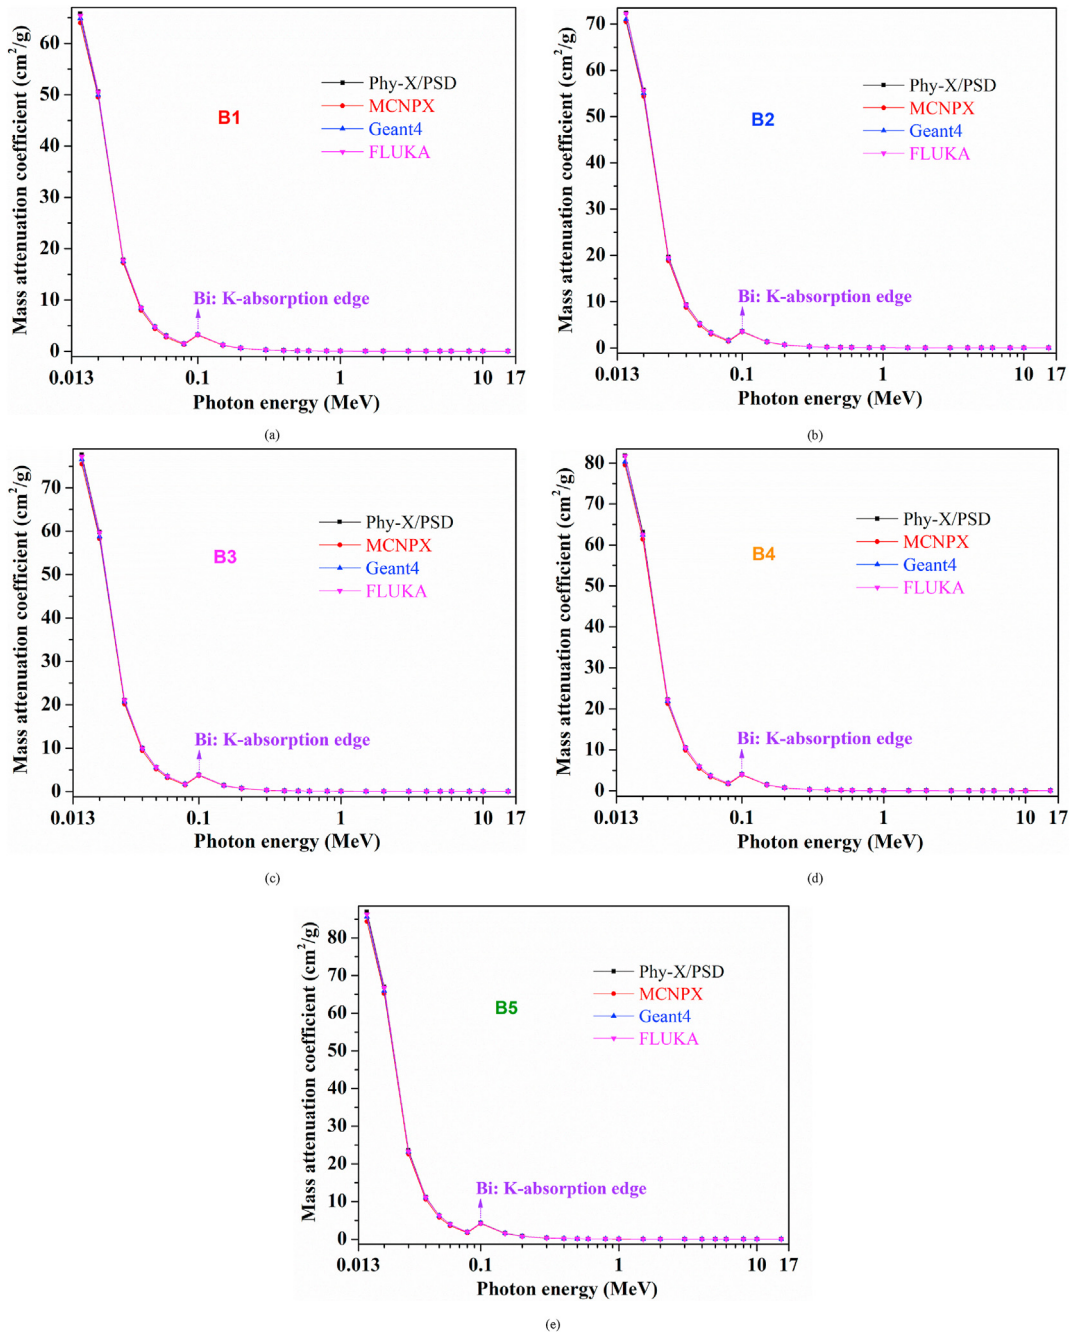 Mass attenuation coefficient (cm²/g)
60
50
40
30
20
10
0
B1
Phy-X/PSD
MCNPX
Geant4
FLUKA
Bi: K-absorption edge
0.013 0.1 1 10 17
Photon energy (MeV)
(a)
Mass attenuation coefficient (cm²/g)
70
60
50
40
30
20
10
0
B2
Phy-X/PSD
MCNPX
Geant4
FLUKA
Bi: K-absorption edge
0.013 0.1 1 10 17
Photon energy (MeV)
(b)
Mass attenuation coefficient (cm²/g)
70
60
50
40
30
20
10
0
B3
Phy-X/PSD
MCNPX
Geant4
FLUKA
Bi: K-absorption edge
0.013 0.1 1 10 17
Photon energy (MeV)
(c)
Mass attenuation coefficient (cm²/g)
80
70
60
50
40
30
20
10
0
B4
Phy-X/PSD
MCNPX
Geant4
FLUKA
Bi: K-absorption edge
0.013 0.1 1 10 17
Photon energy (MeV)
(d)
Mass attenuation coefficient (cm²/g)
80
70
60
50
40
30
20
10
0
B5
Phy-X/PSD
MCNPX
Geant4
FLUKA
Bi: K-absorption edge
0.013 0.1 1 10 17
Photon energy (MeV)
(e)